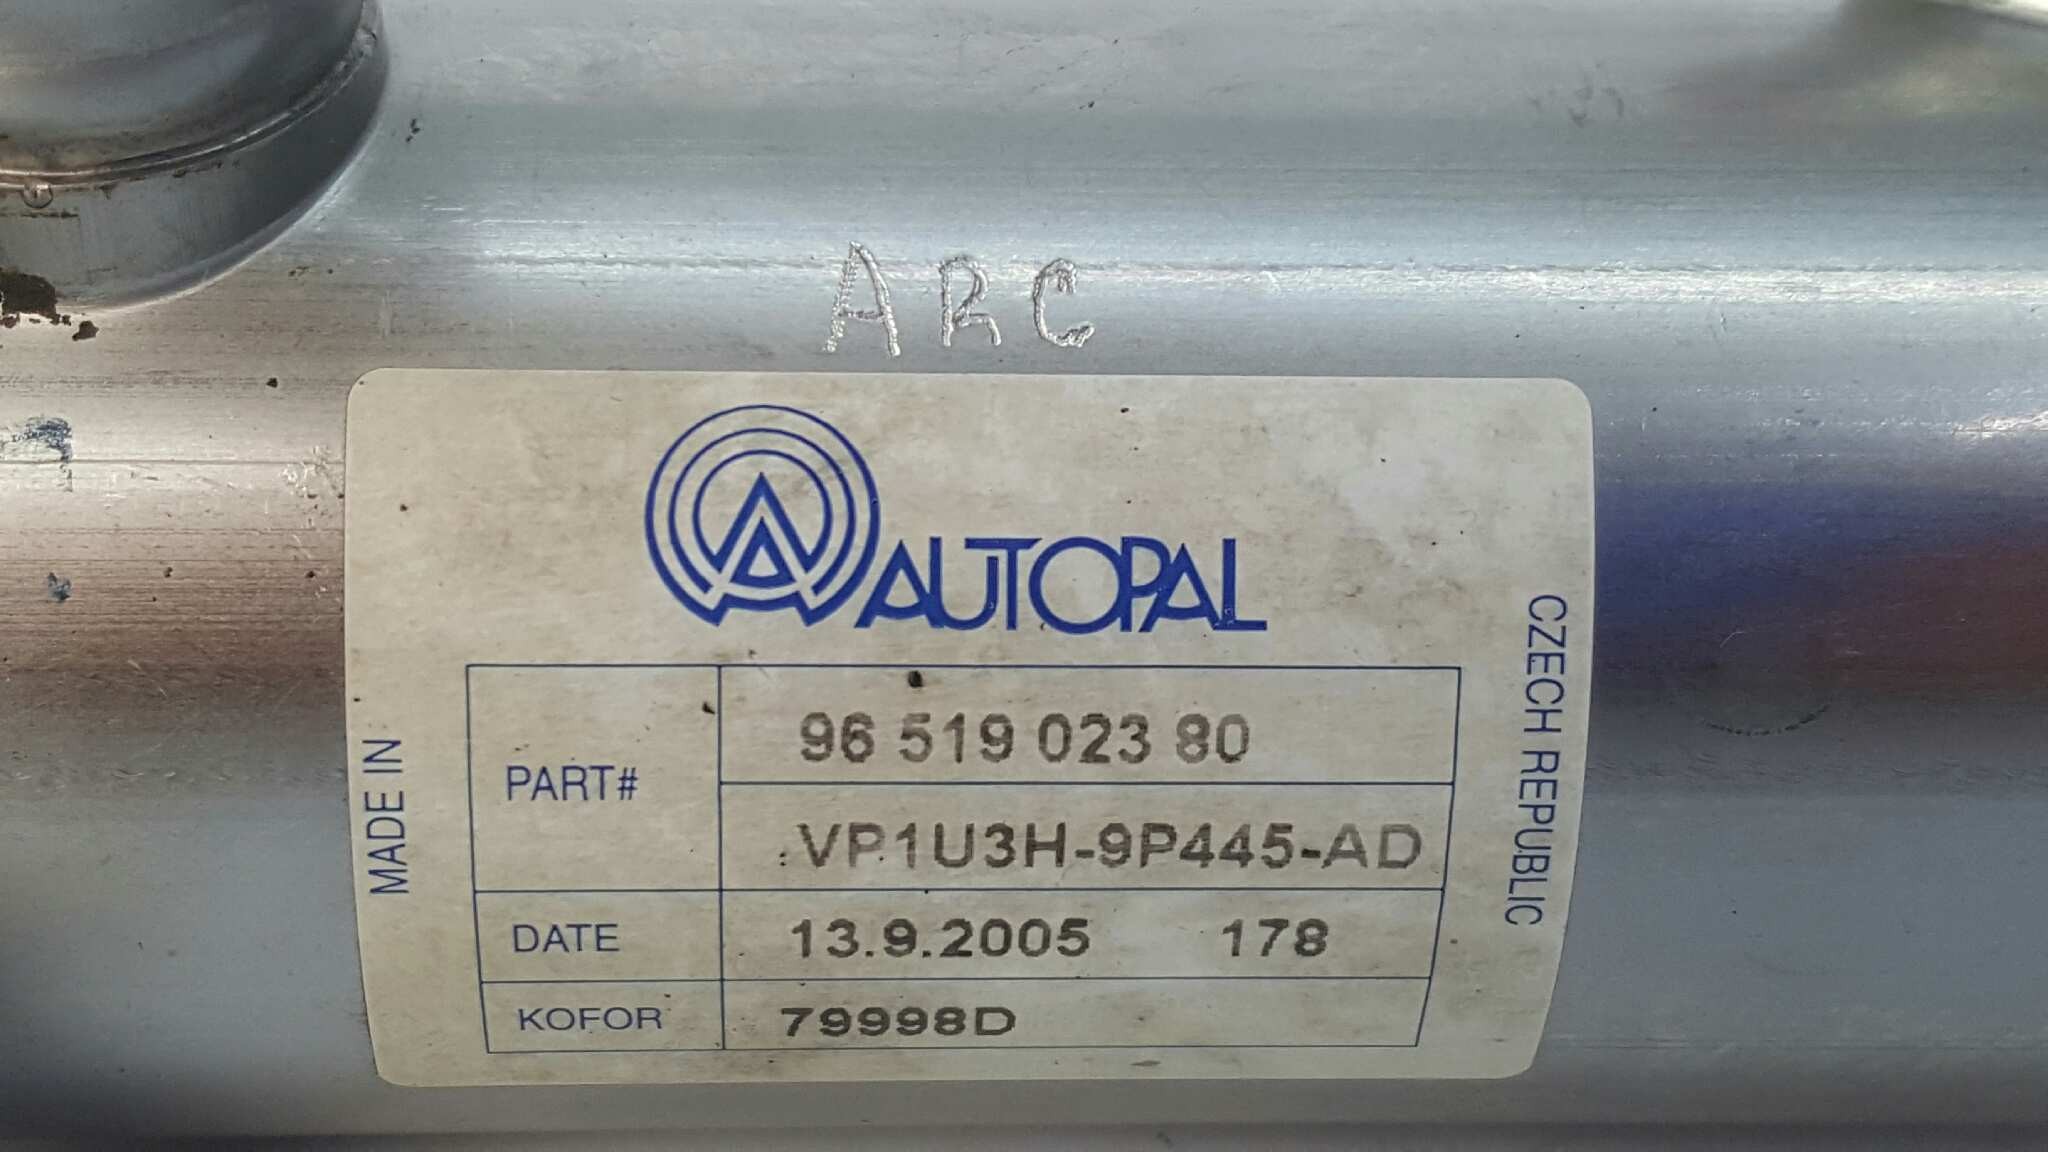 ARC
AUTOPAL
MADE IN
PART#
96 519 023 80
VP1U3H-9P445-AD
DATE
13.9.2005 178
KOFOR
79998D
CZECH REPUBLIC